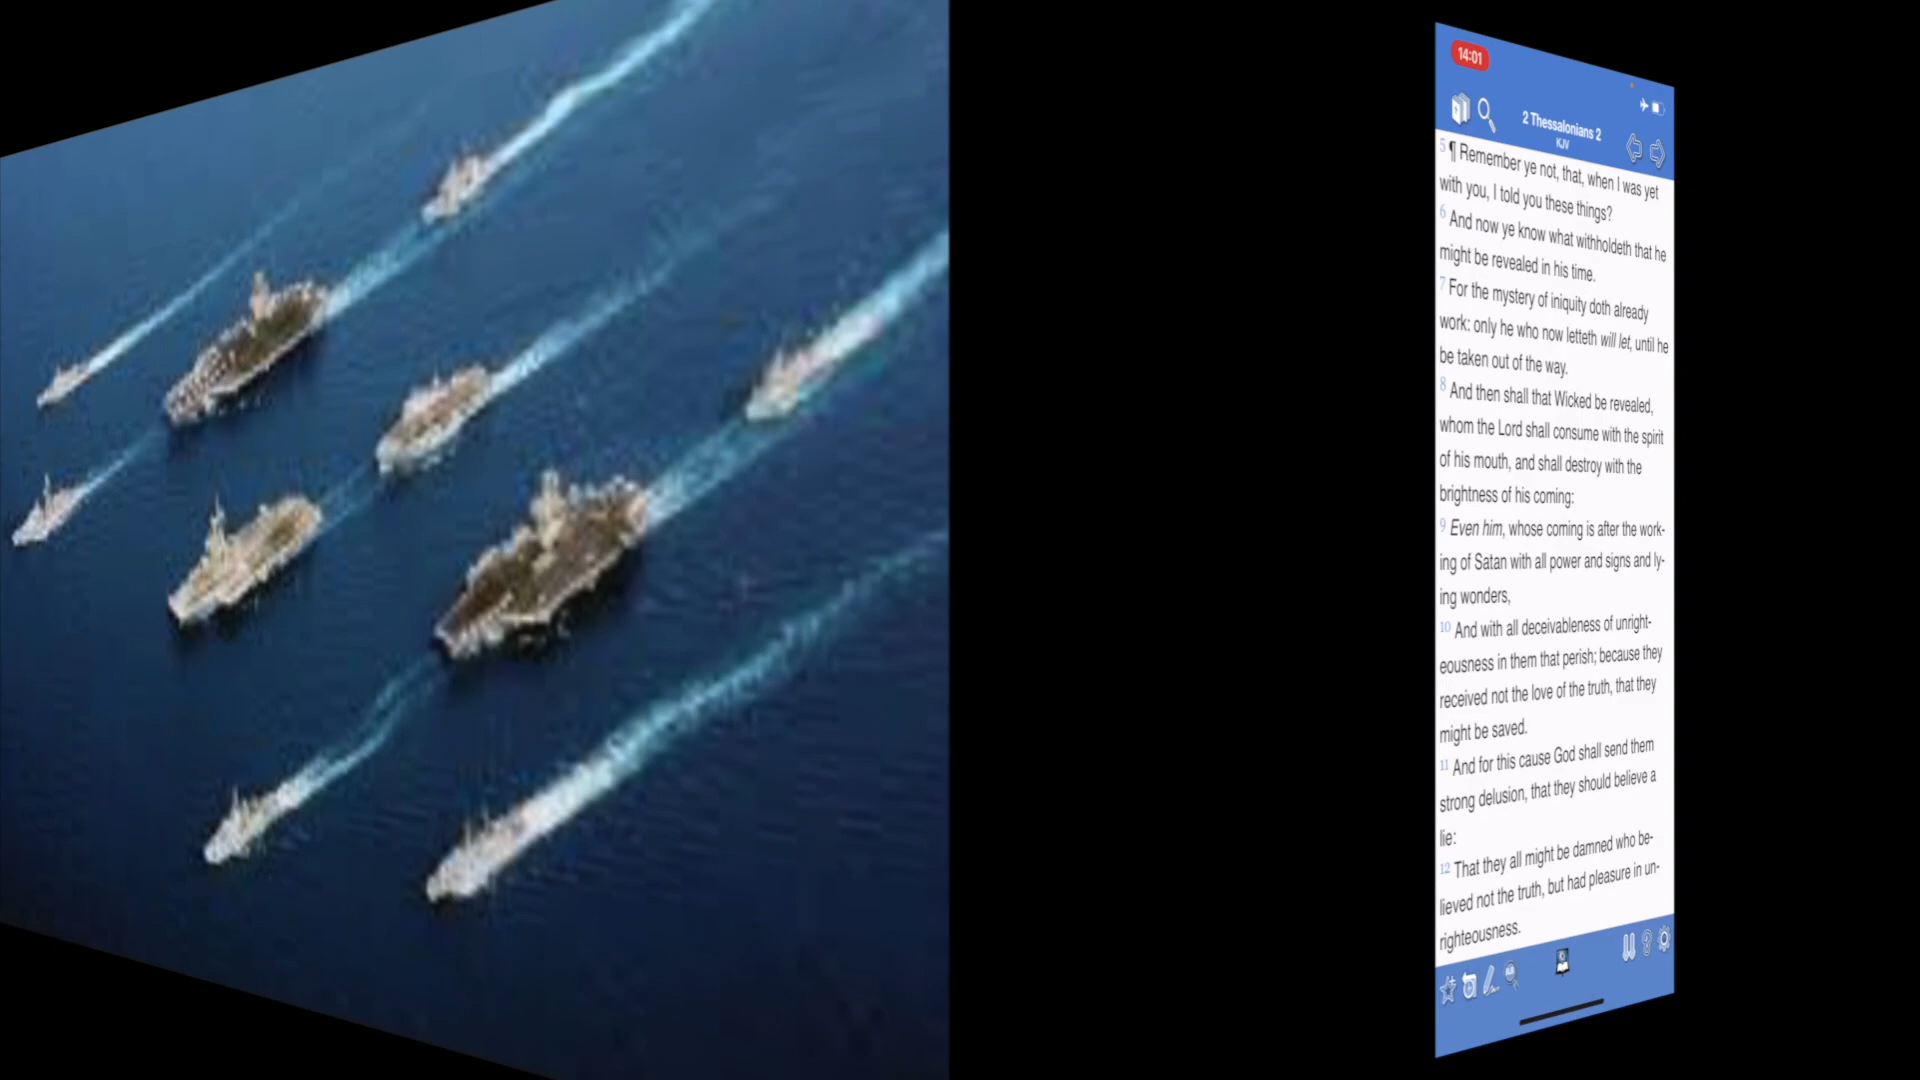 14:01
2 Thessalonians 2
KJV
5 ¶ Remember ye not, that, when I was yet
with you, I told you these things?
6 And now ye know what withholdeth that he
might be revealed in his time.
7 For the mystery of iniquity doth already
work: only he who now letteth will let, until he
be taken out of the way.
8 And then shall that Wicked be revealed,
whom the Lord shall consume with the spirit
of his mouth, and shall destroy with the
brightness of his coming:
9 Even him, whose coming is after the work-
ing of Satan with all power and signs and ly-
ing wonders,
10 And with all deceivableness of unright-
eousness in them that perish; because they
received not the love of the truth, that they
might be saved.
11 And for this cause God shall send them
strong delusion, that they should believe a
lie:
12 That they all might be damned who be-
lieved not the truth, but had pleasure in un-
righteousness.